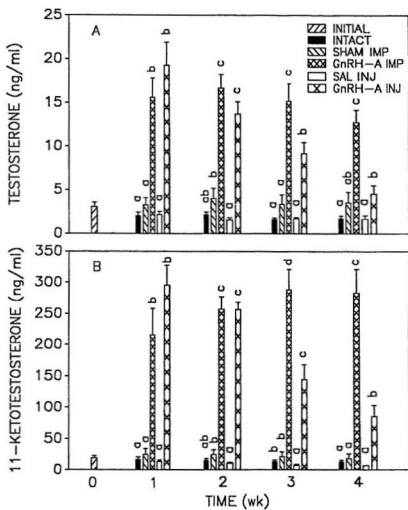 A
INITIAL
INTACT
SHAM IMP
GnRH-A IMP
SAL INJ
GnRH-A INJ
TESTOSTERONE (ng/ml)
25
20
15
10
5
0
a a b a b
ab b c a c
a a c a b
a ab c a b
B
11-KETOTESTOSTERONE (ng/ml)
350
300
250
200
150
100
50
0
a a b a b
ab b c a c
b b d a c
a a c a b
0 1 2 3 4
TIME (wk)